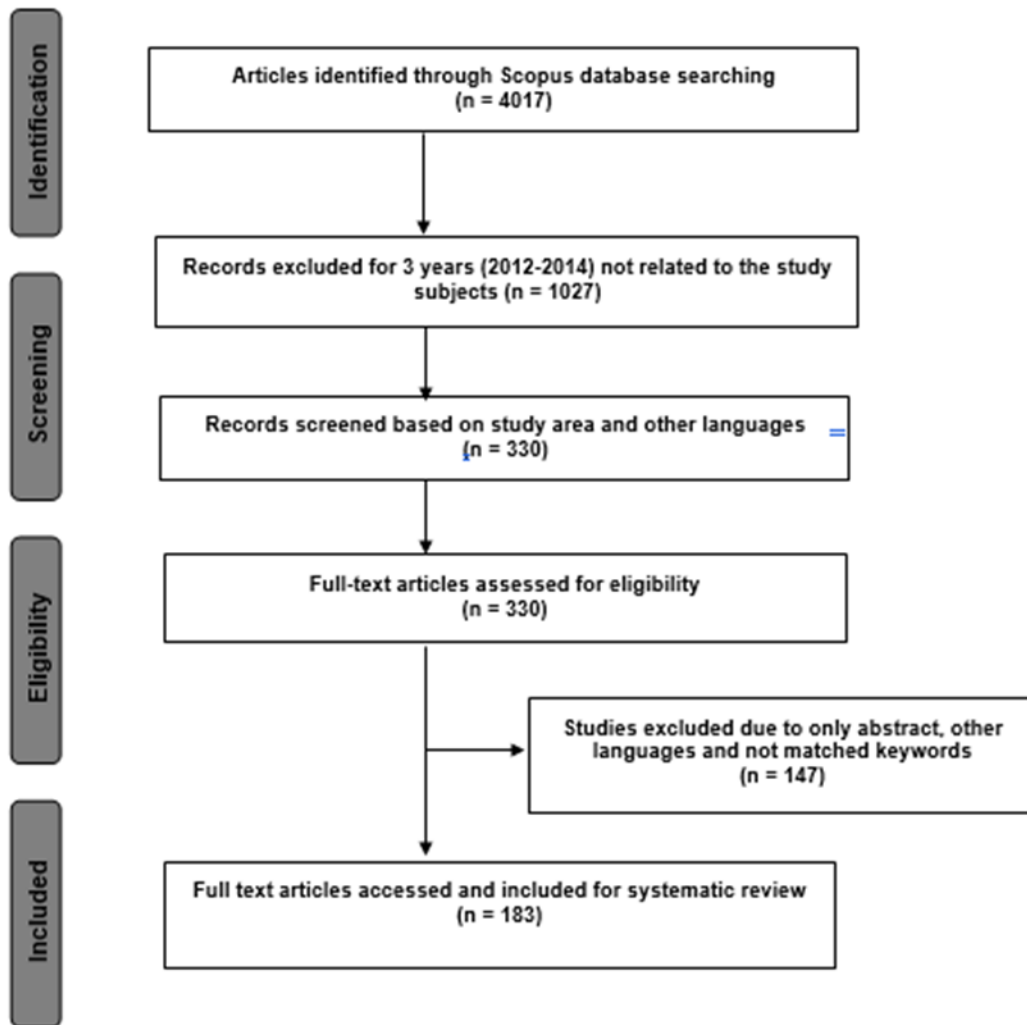 Identification
Articles identified through Scopus database searching
(n = 4017)
Records excluded for 3 years (2012-2014) not related to the study
subjects (n = 1027)
Screening
Records screened based on study area and other languages
(n = 330)
=
Eligibility
Full-text articles assessed for eligibility
(n = 330)
Studies excluded due to only abstract, other
languages and not matched keywords
(n = 147)
Included
Full text articles accessed and included for systematic review
(n = 183)